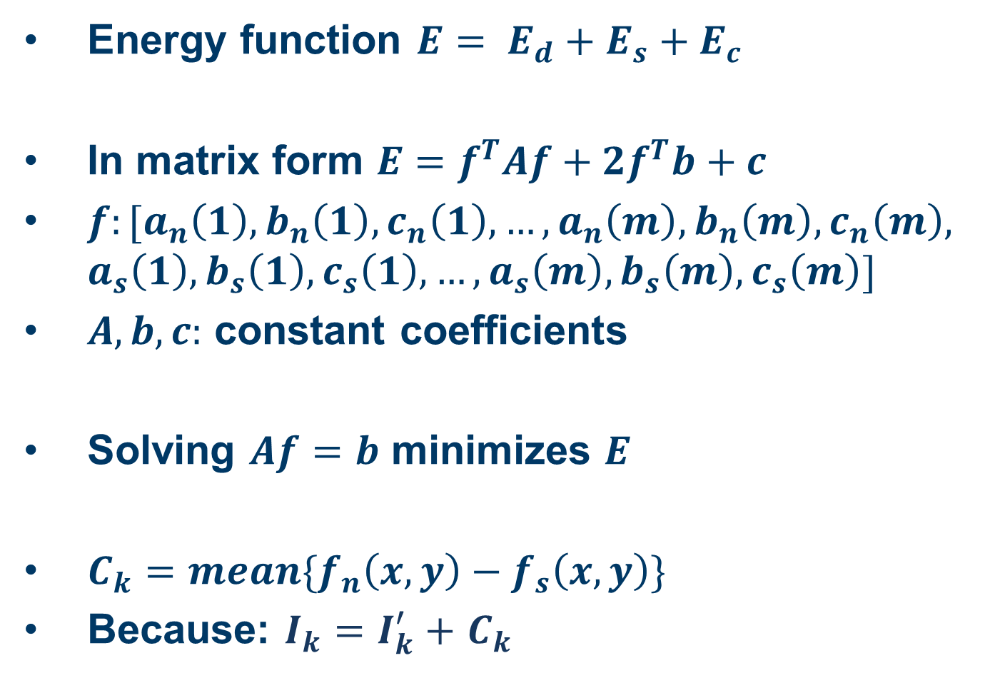 • Energy function E = E_d + E_s + E_c
• In matrix form E = f^T Af + 2f^T b + c
• f: [a_n(1), b_n(1), c_n(1), … , a_n(m), b_n(m), c_n(m),
a_s(1), b_s(1), c_s(1), … , a_s(m), b_s(m), c_s(m)]
• A, b, c: constant coefficients
• Solving Af = b minimizes E
• C_k = mean{f_n(x, y) − f_s(x, y)}
• Because: I_k = I′_k + C_k